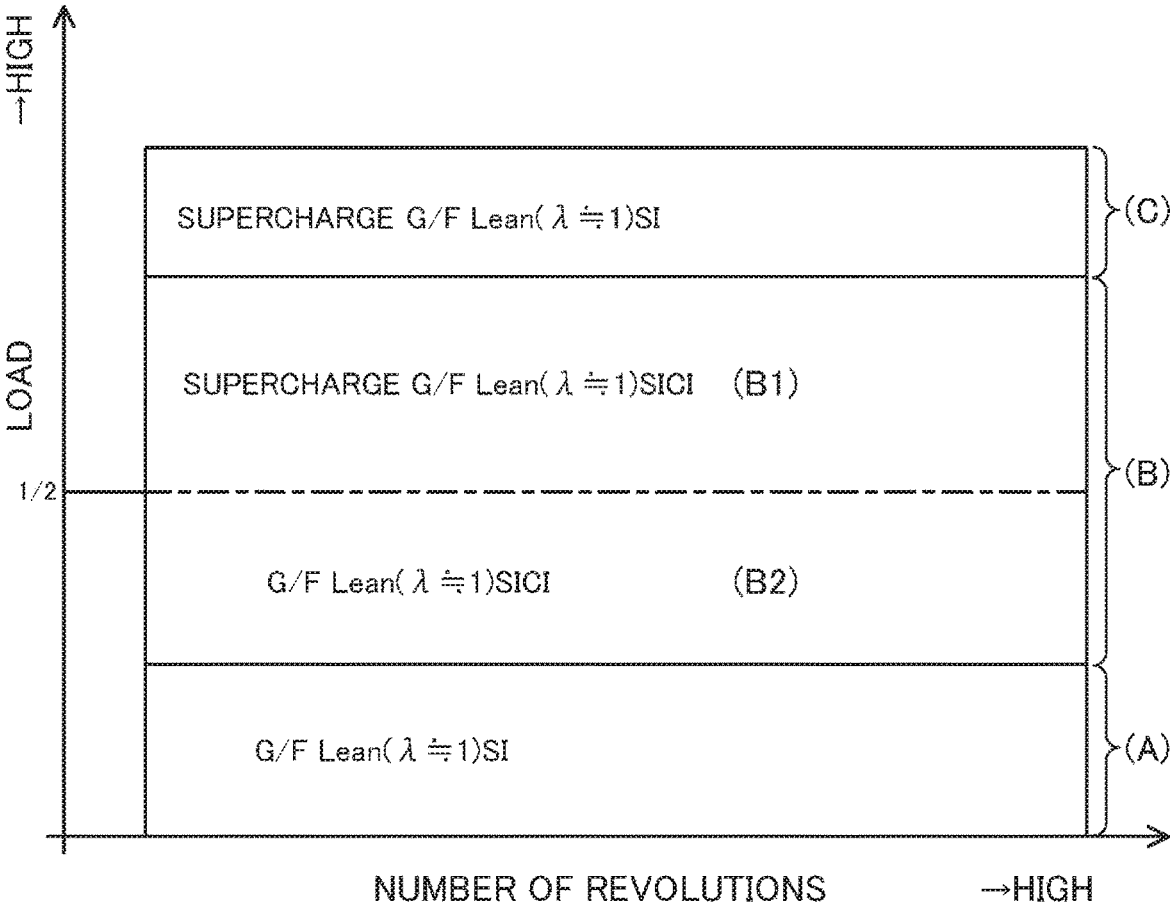 →HIGH
SUPERCHARGE G/F Lean(λ≒1)SI
(C)
LOAD
SUPERCHARGE G/F Lean(λ≒1)SICI (B1)
(B)
1/2
G/F Lean(λ≒1)SICI (B2)
G/F Lean(λ≒1)SI
(A)
NUMBER OF REVOLUTIONS →HIGH